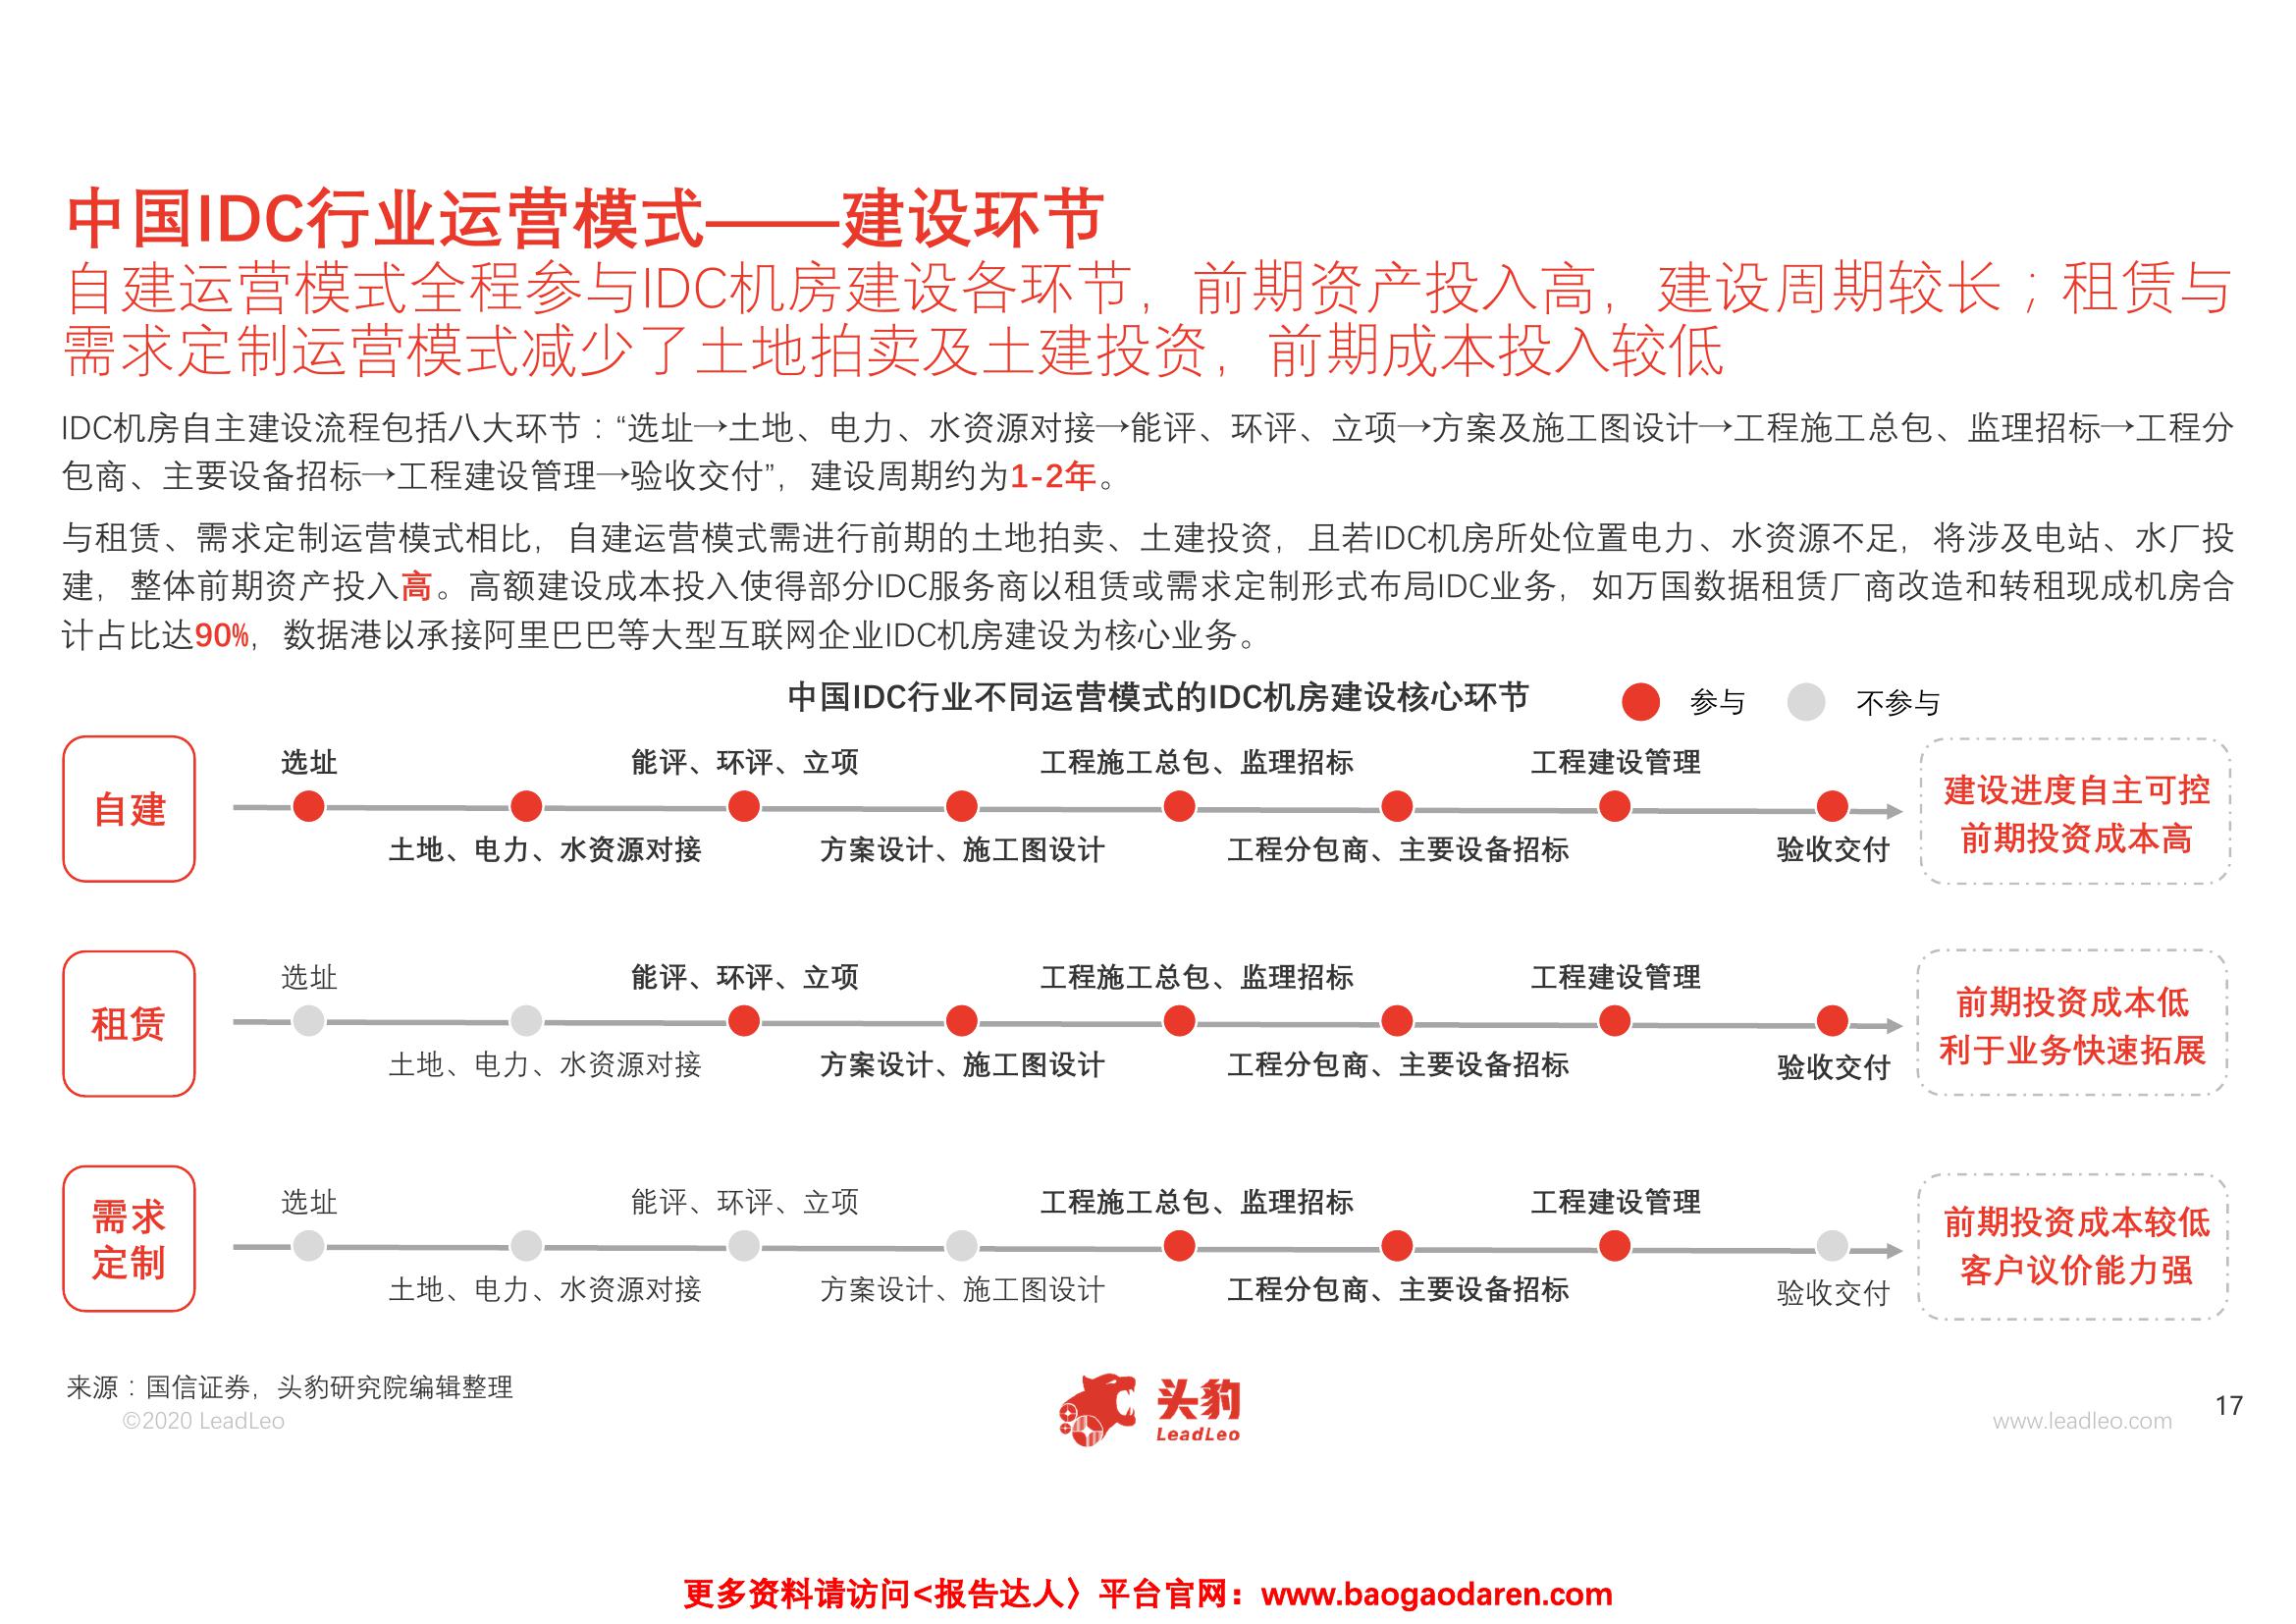 中国IDC行业运营模式——建设环节
自建运营模式全程参与IDC机房建设各环节，前期资产投入高，建设周期较长；租赁与
需求定制运营模式减少了土地拍卖及土建投资，前期成本投入较低
IDC机房自主建设流程包括八大环节：“选址→土地、电力、水资源对接→能评、环评、立项→方案及施工图设计→工程施工总包、监理招标→工程分
包商、主要设备招标→工程建设管理→验收交付”，建设周期约为1-2年。
与租赁、需求定制运营模式相比，自建运营模式需进行前期的土地拍卖、土建投资，且若IDC机房所处位置电力、水资源不足，将涉及电站、水厂投
建，整体前期资产投入高。高额建设成本投入使得部分IDC服务商以租赁或需求定制形式布局IDC业务，如万国数据租赁厂商改造和转租现成机房合
计占比达90%，数据港以承接阿里巴巴等大型互联网企业IDC机房建设为核心业务。
中国IDC行业不同运营模式的IDC机房建设核心环节
参与
不参与
自建
选址
能评、环评、立项
工程施工总包、监理招标
工程建设管理
土地、电力、水资源对接
方案设计、施工图设计
工程分包商、主要设备招标
验收交付
建设进度自主可控
前期投资成本高
租赁
选址
能评、环评、立项
工程施工总包、监理招标
工程建设管理
土地、电力、水资源对接
方案设计、施工图设计
工程分包商、主要设备招标
验收交付
前期投资成本低
利于业务快速拓展
需求
定制
选址
能评、环评、立项
工程施工总包、监理招标
工程建设管理
土地、电力、水资源对接
方案设计、施工图设计
工程分包商、主要设备招标
验收交付
前期投资成本较低
客户议价能力强
来源：国信证券，头豹研究院编辑整理
©2020 LeadLeo
头豹
LeadLeo
www.leadleo.com
17
更多资料请访问<报告达人〉平台官网：www.baogaodaren.com